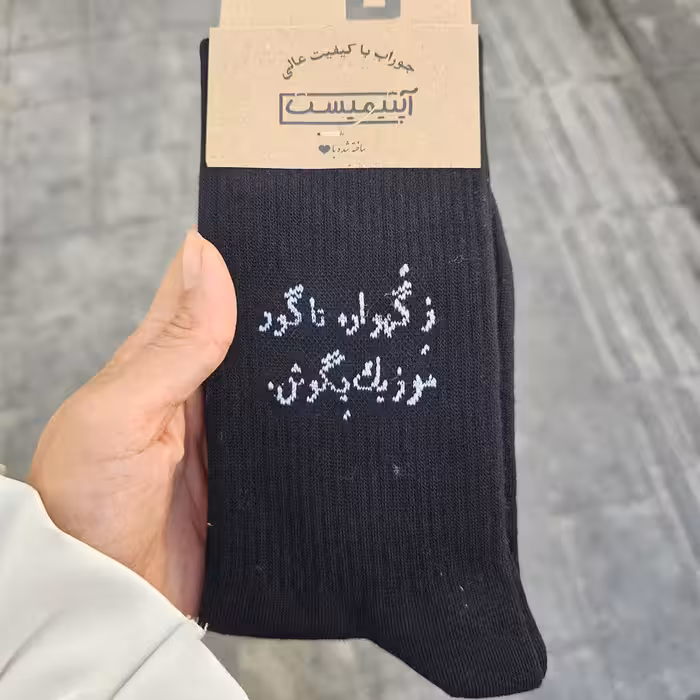 جوراب با کیفیت عالی
آپتیمیست
ساخته شده با
ز گهواره تا گور
موزیک بگوش.